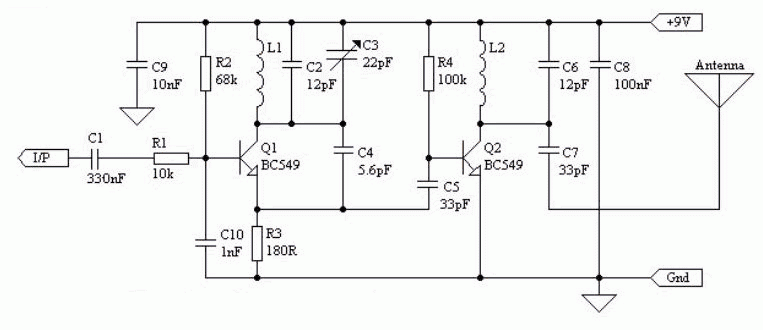 +9V
L1
L2
C3
22pF
R2
68k
R4
100k
C9
10nF
C2
12pF
C6
12pF
C8
100nF
Antenna
C1
330nF
I/P
R1
10k
Q1
BC549
C4
5.6pF
Q2
BC549
C7
33pF
C5
33pF
C10
1nF
R3
180R
Gnd